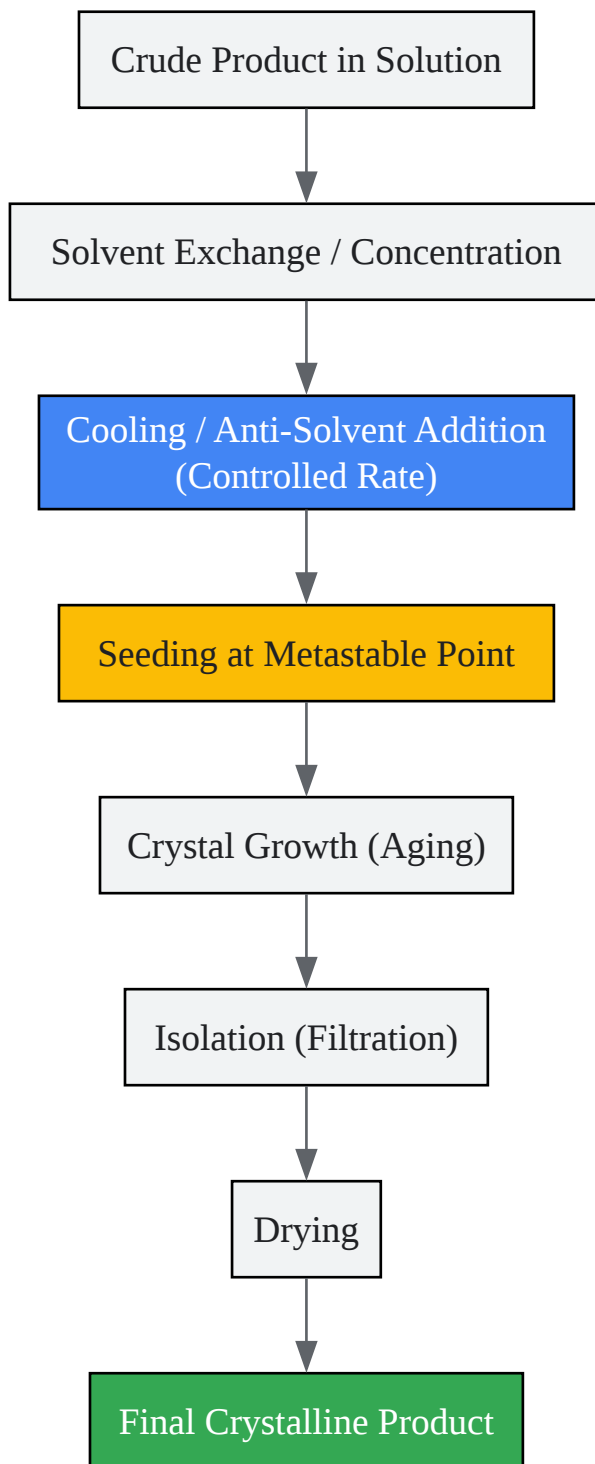 Crude Product in Solution
Solvent Exchange / Concentration
Cooling / Anti-Solvent Addition
(Controlled Rate)
Seeding at Metastable Point
Crystal Growth (Aging)
Isolation (Filtration)
Drying
Final Crystalline Product